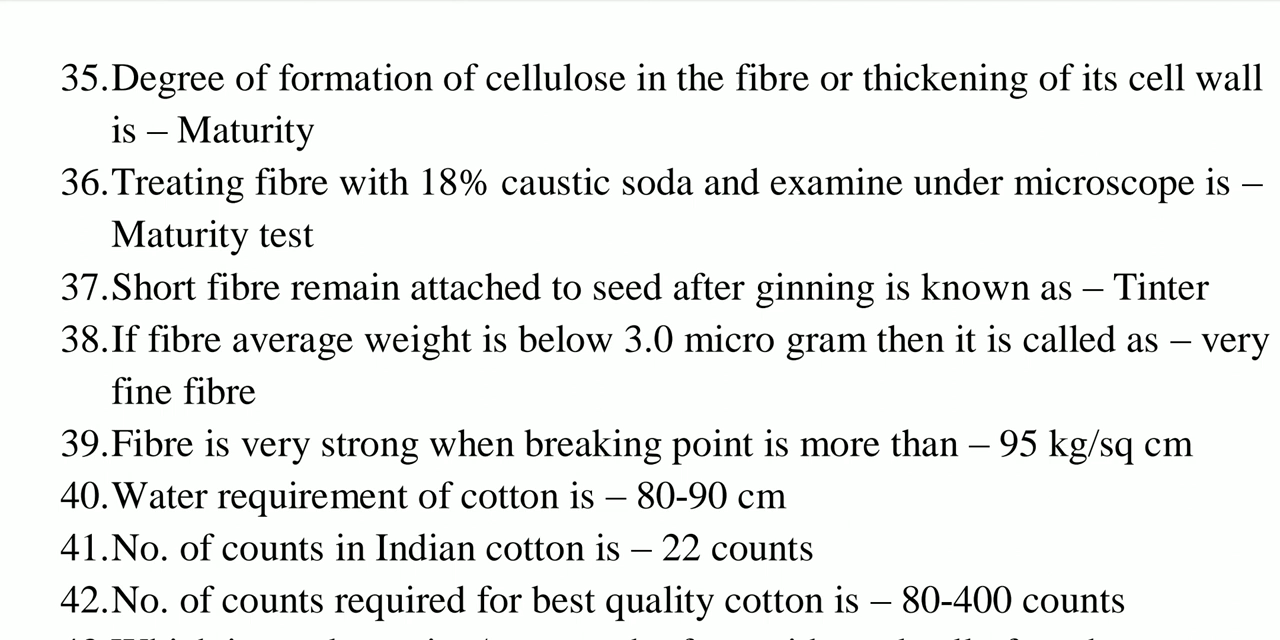 35.Degree of formation of cellulose in the fibre or thickening of its cell wall
is – Maturity
36.Treating fibre with 18% caustic soda and examine under microscope is –
Maturity test
37.Short fibre remain attached to seed after ginning is known as – Tinter
38.If fibre average weight is below 3.0 micro gram then it is called as – very
fine fibre
39.Fibre is very strong when breaking point is more than – 95 kg/sq cm
40.Water requirement of cotton is – 80-90 cm
41.No. of counts in Indian cotton is – 22 counts
42.No. of counts required for best quality cotton is – 80-400 counts